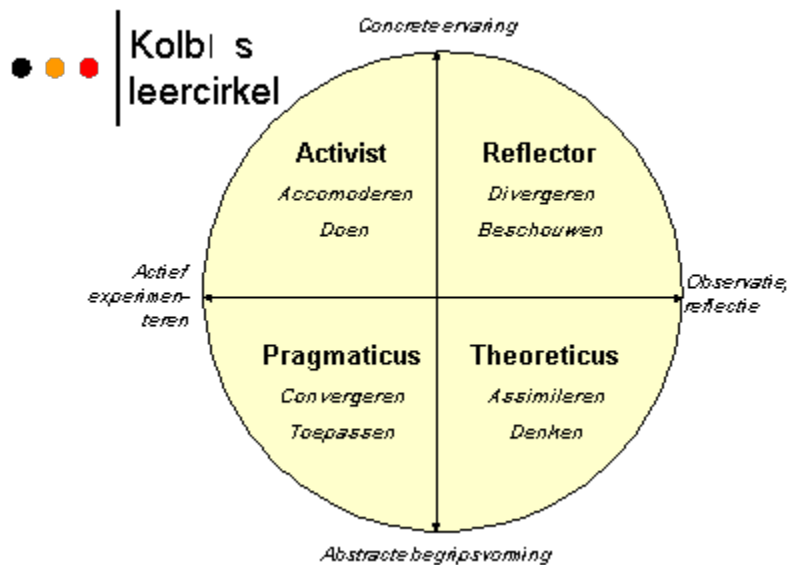 Kolb s
leercirkel
Concrete ervaring
Activist
Accomoderen
Doen
Reflector
Divergeren
Beschouwen
Actief
experimen-
teren
Observatie,
reflectie
Pragmaticus
Convergeren
Toepassen
Theoreticus
Assimileren
Denken
Abstracte begripsvorming